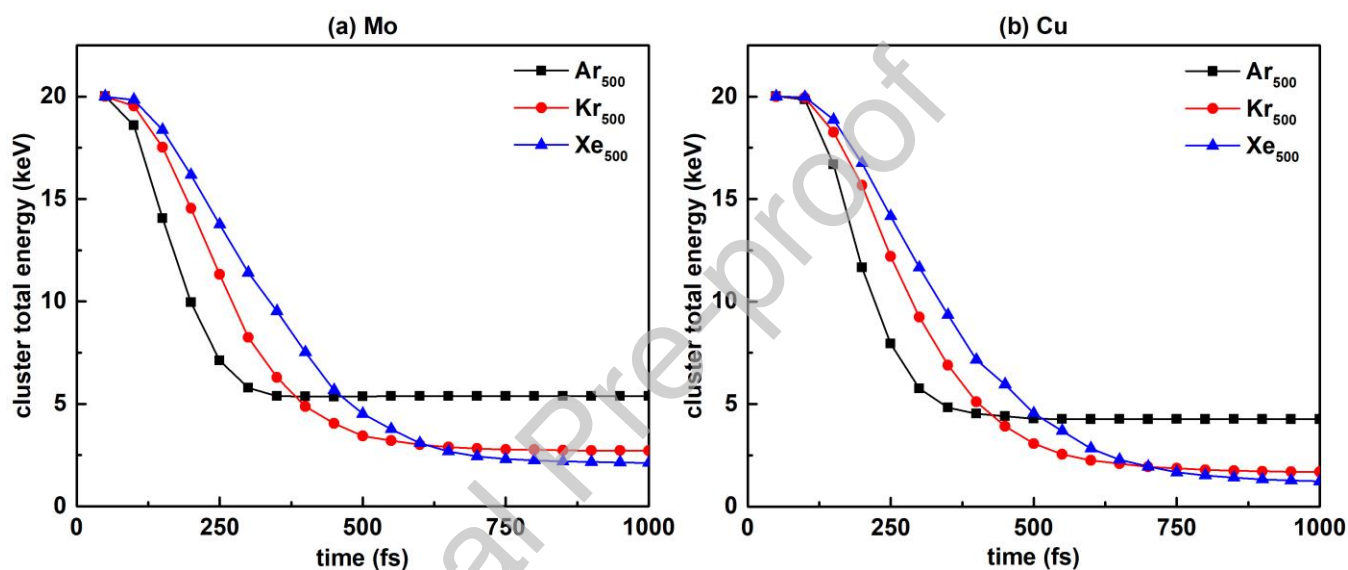 (a) Mo
Ar500
Kr500
Xe500
cluster total energy (keV)
20
15
10
5
0
0 250 500 750 1000
time (fs)
(b) Cu
Ar500
Kr500
Xe500
cluster total energy (keV)
20
15
10
5
0
0 250 500 750 1000
time (fs)
al Pre-proof